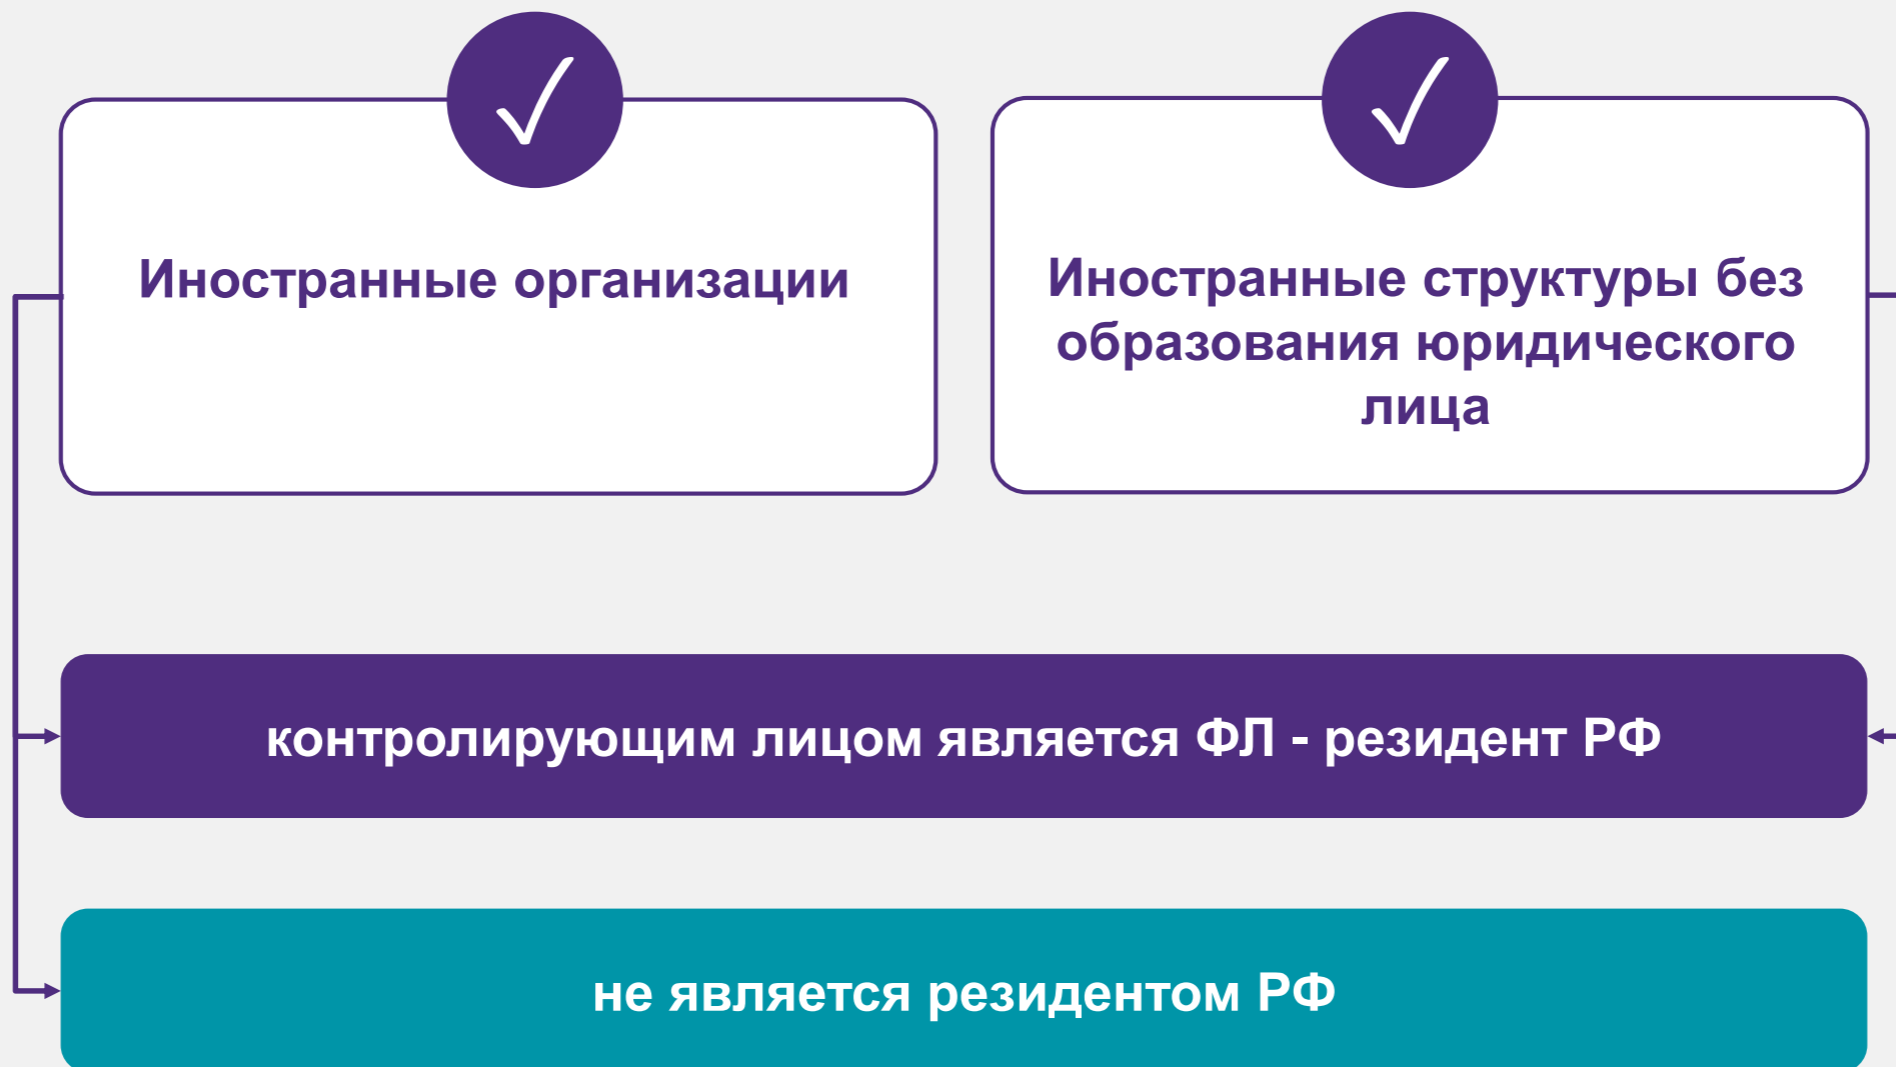 Иностранные организации
Иностранные структуры без
образования юридического
лица
контролирующим лицом является ФЛ - резидент РФ
не является резидентом РФ